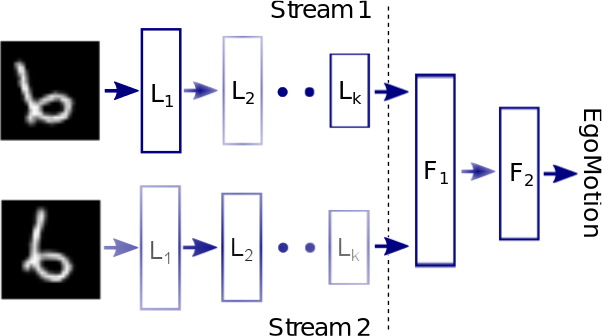 Stream 1
L1 L2 Lk
F1 F2 EgoMotion
L1 L2 Lk
Stream 2